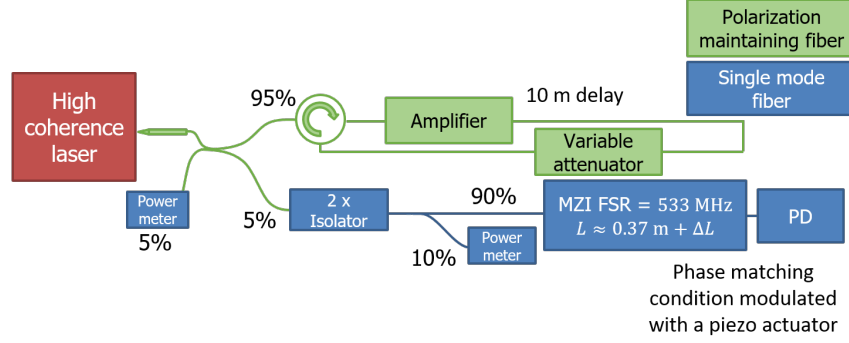 Polarization
maintaining fiber
Single mode
fiber
High
coherence
laser
95%
Amplifier
10 m delay
Variable
attenuator
Power
meter
5%
5%
2 x
Isolator
90%
10%
Power
meter
MZI FSR = 533 MHz
L ≈ 0.37 m + ΔL
PD
Phase matching
condition modulated
with a piezo actuator